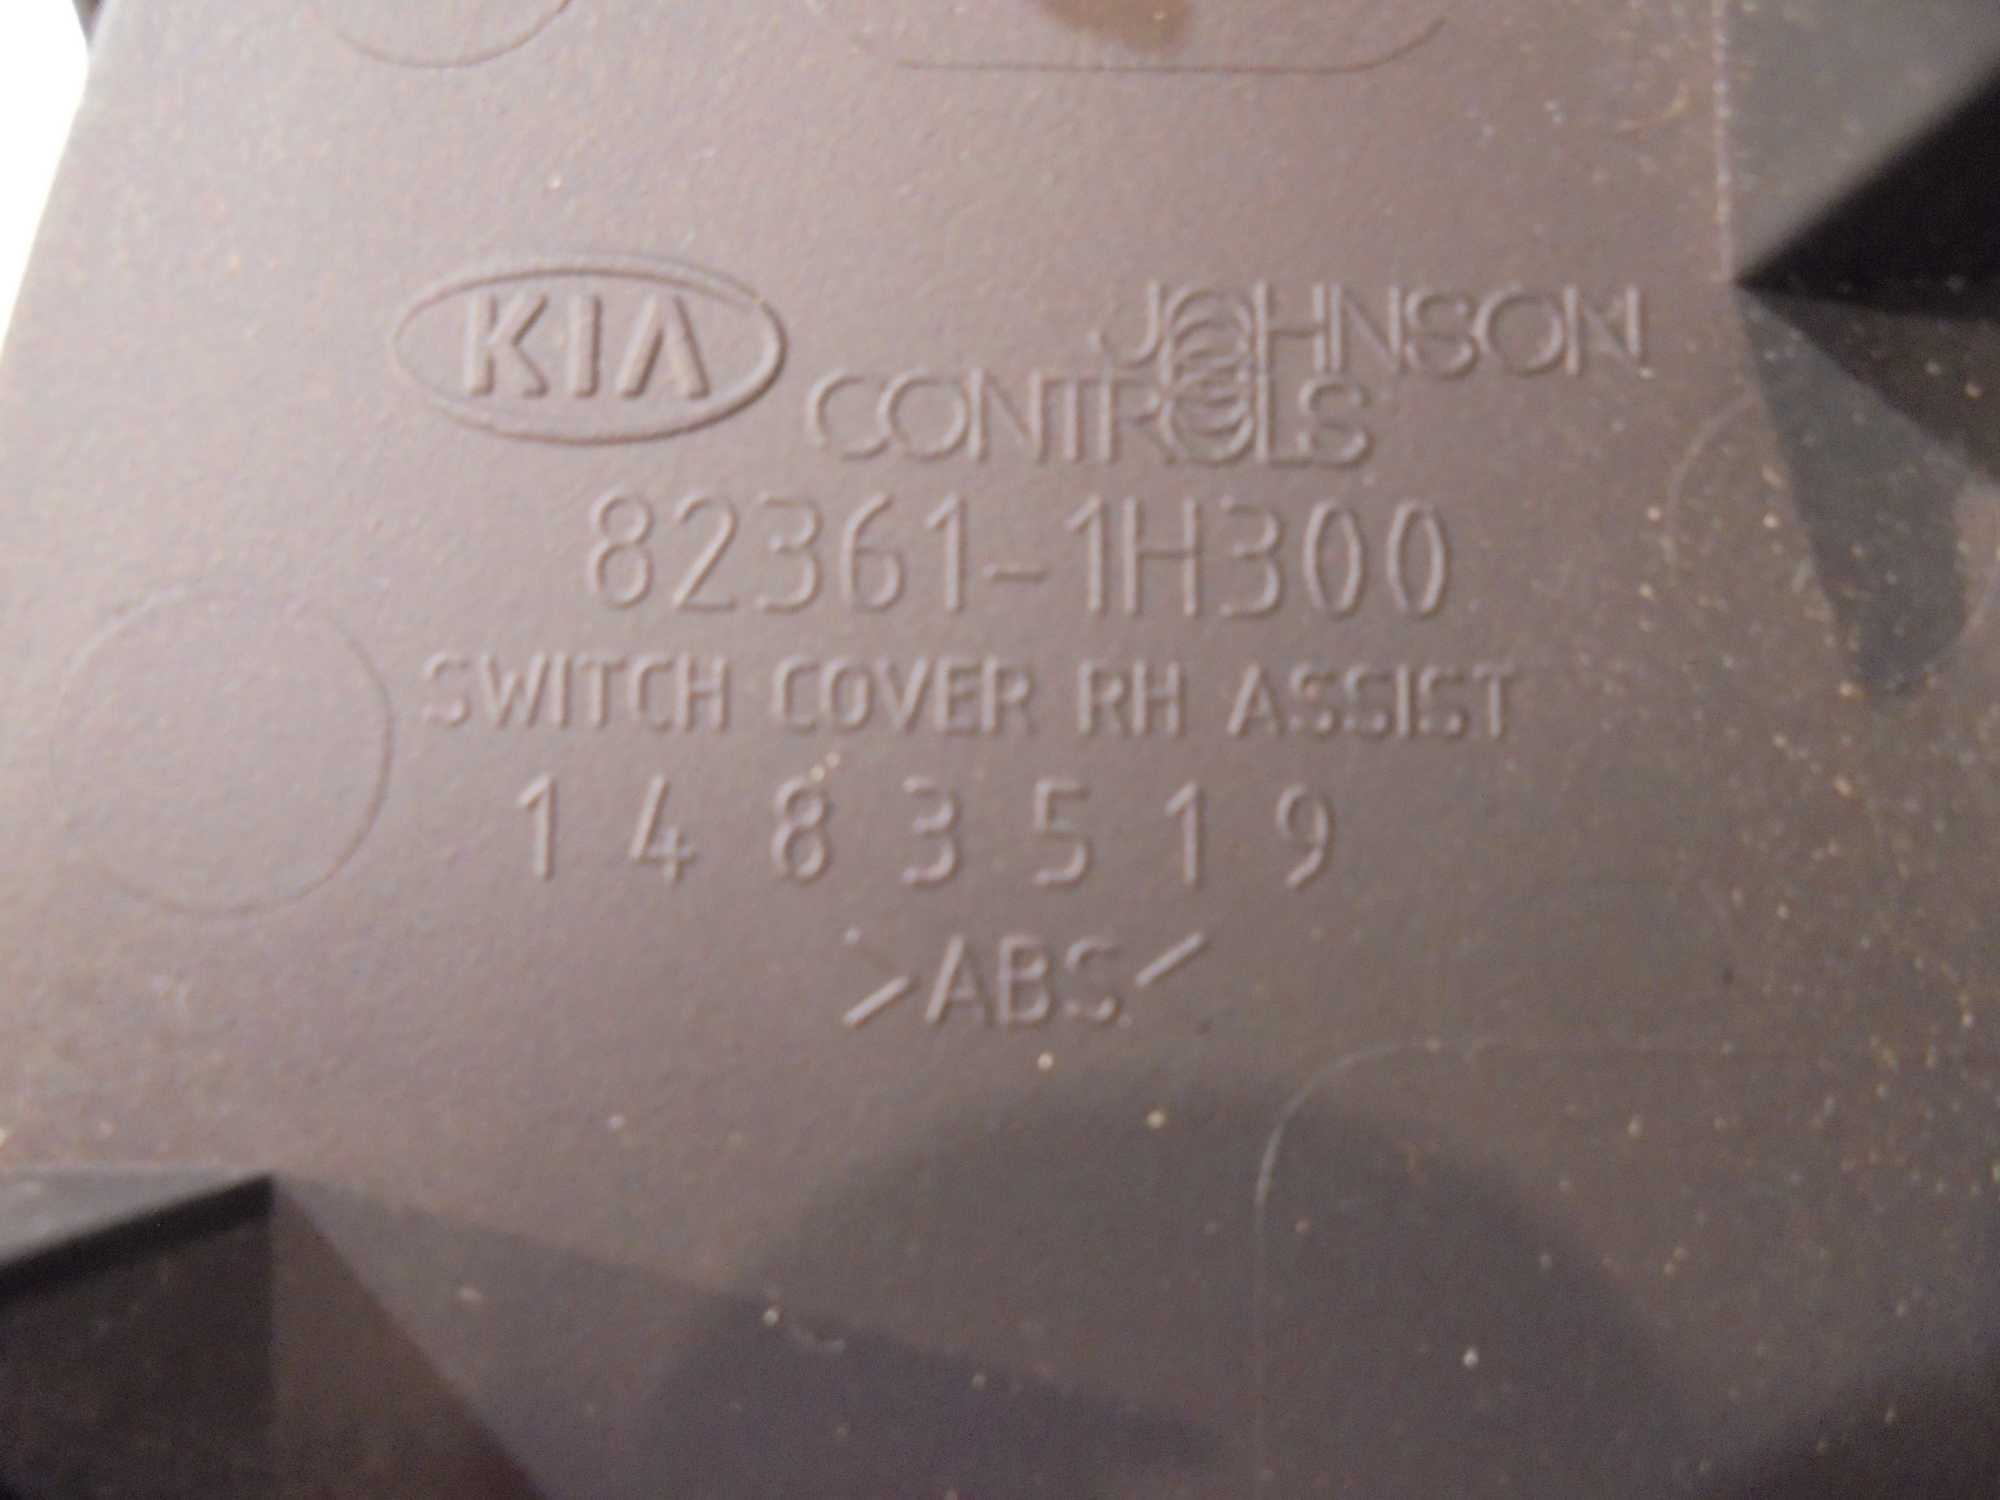 KIA JOHNSON
CONTROLS
82361-1H300
SWITCH COVER RH ASSIST
1483519
>ABS<